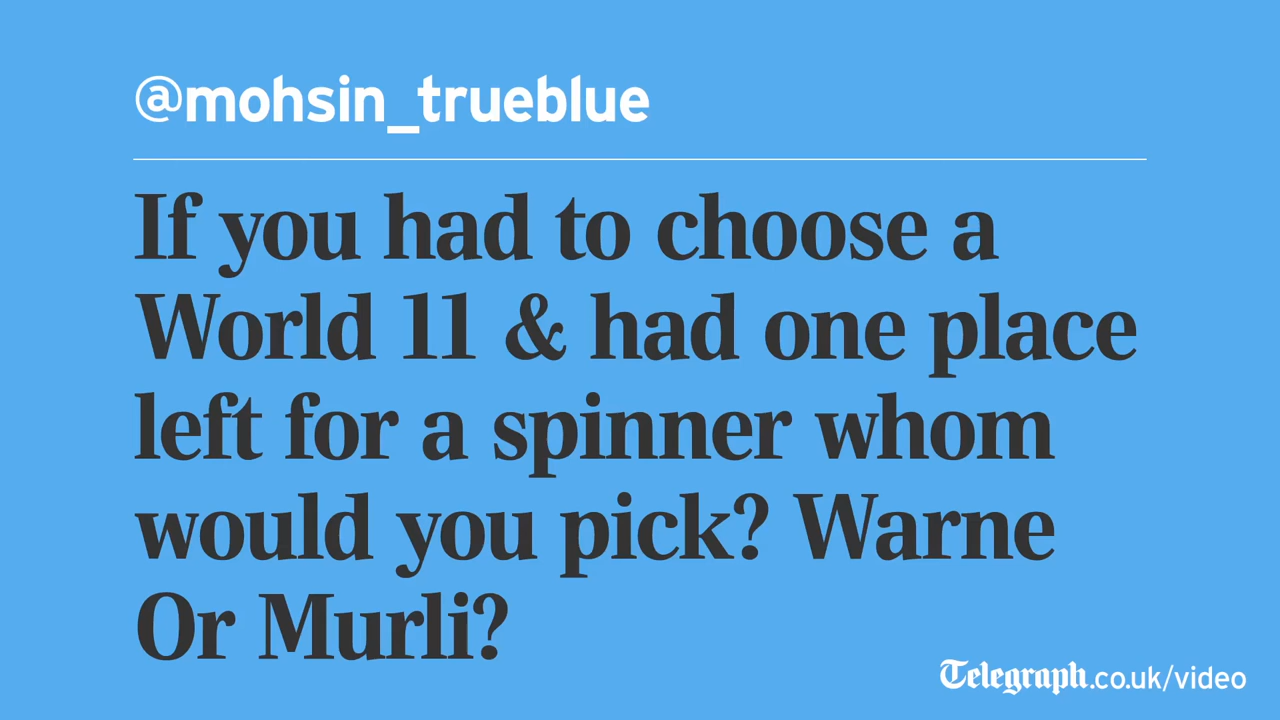 @mohsin_trueblue
If you had to choose a
World 11 & had one place
left for a spinner whom
would you pick? Warne
Or Murli?
Telegraph.co.uk/video